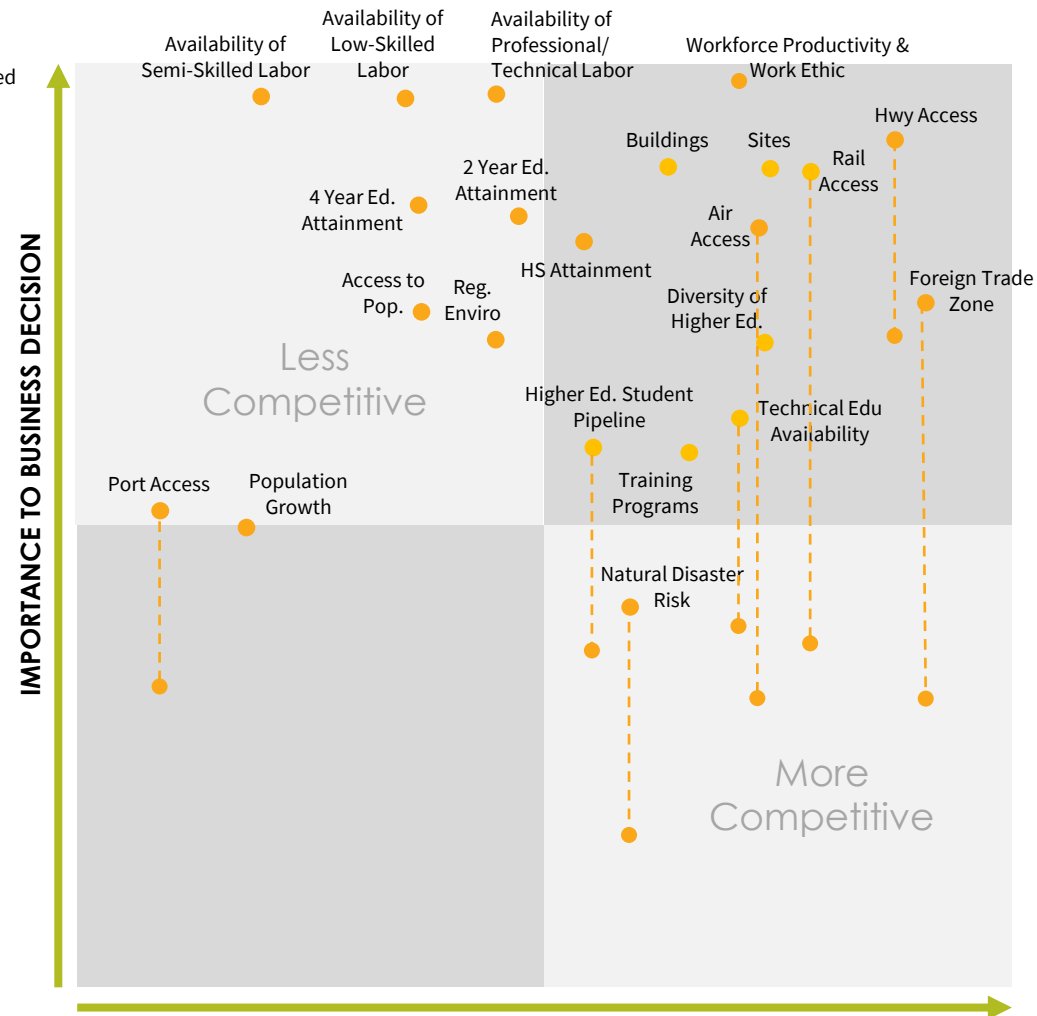 Availability of
Semi-Skilled Labor
Availability of
Low-Skilled
Labor
Availability of
Professional/
Technical Labor
Workforce Productivity &
Work Ethic
Hwy Access
Buildings
Sites
Rail
Access
2 Year Ed.
Attainment
4 Year Ed.
Attainment
Air
Access
HS Attainment
Access to
Pop.
Reg.
Enviro
Diversity of
Higher Ed.
Foreign Trade
Zone
Less
Competitive
Higher Ed. Student
Pipeline
Technical Edu
Availability
Port Access
Population
Growth
Training
Programs
Natural Disaster
Risk
More
Competitive
IMPORTANCE TO BUSINESS DECISION